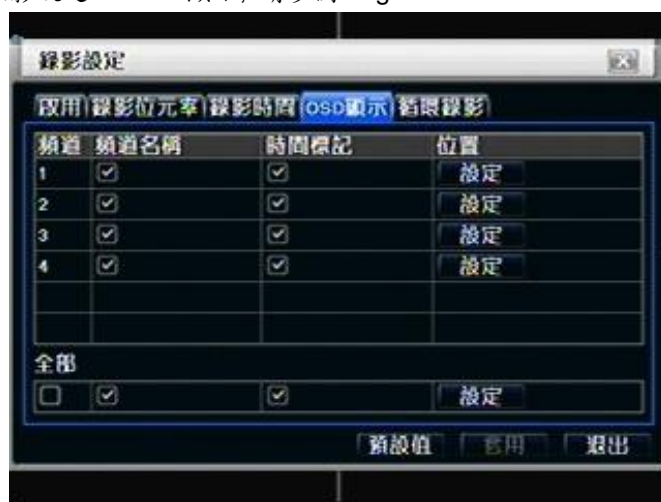 錄影設定
啟用 錄影位元率 錄影時間 OSD顯示 循環錄影
頻道 頻道名稱 時間標記 位置
1 設定
2 設定
3 設定
4 設定
全部
設定
預設值 套用 退出